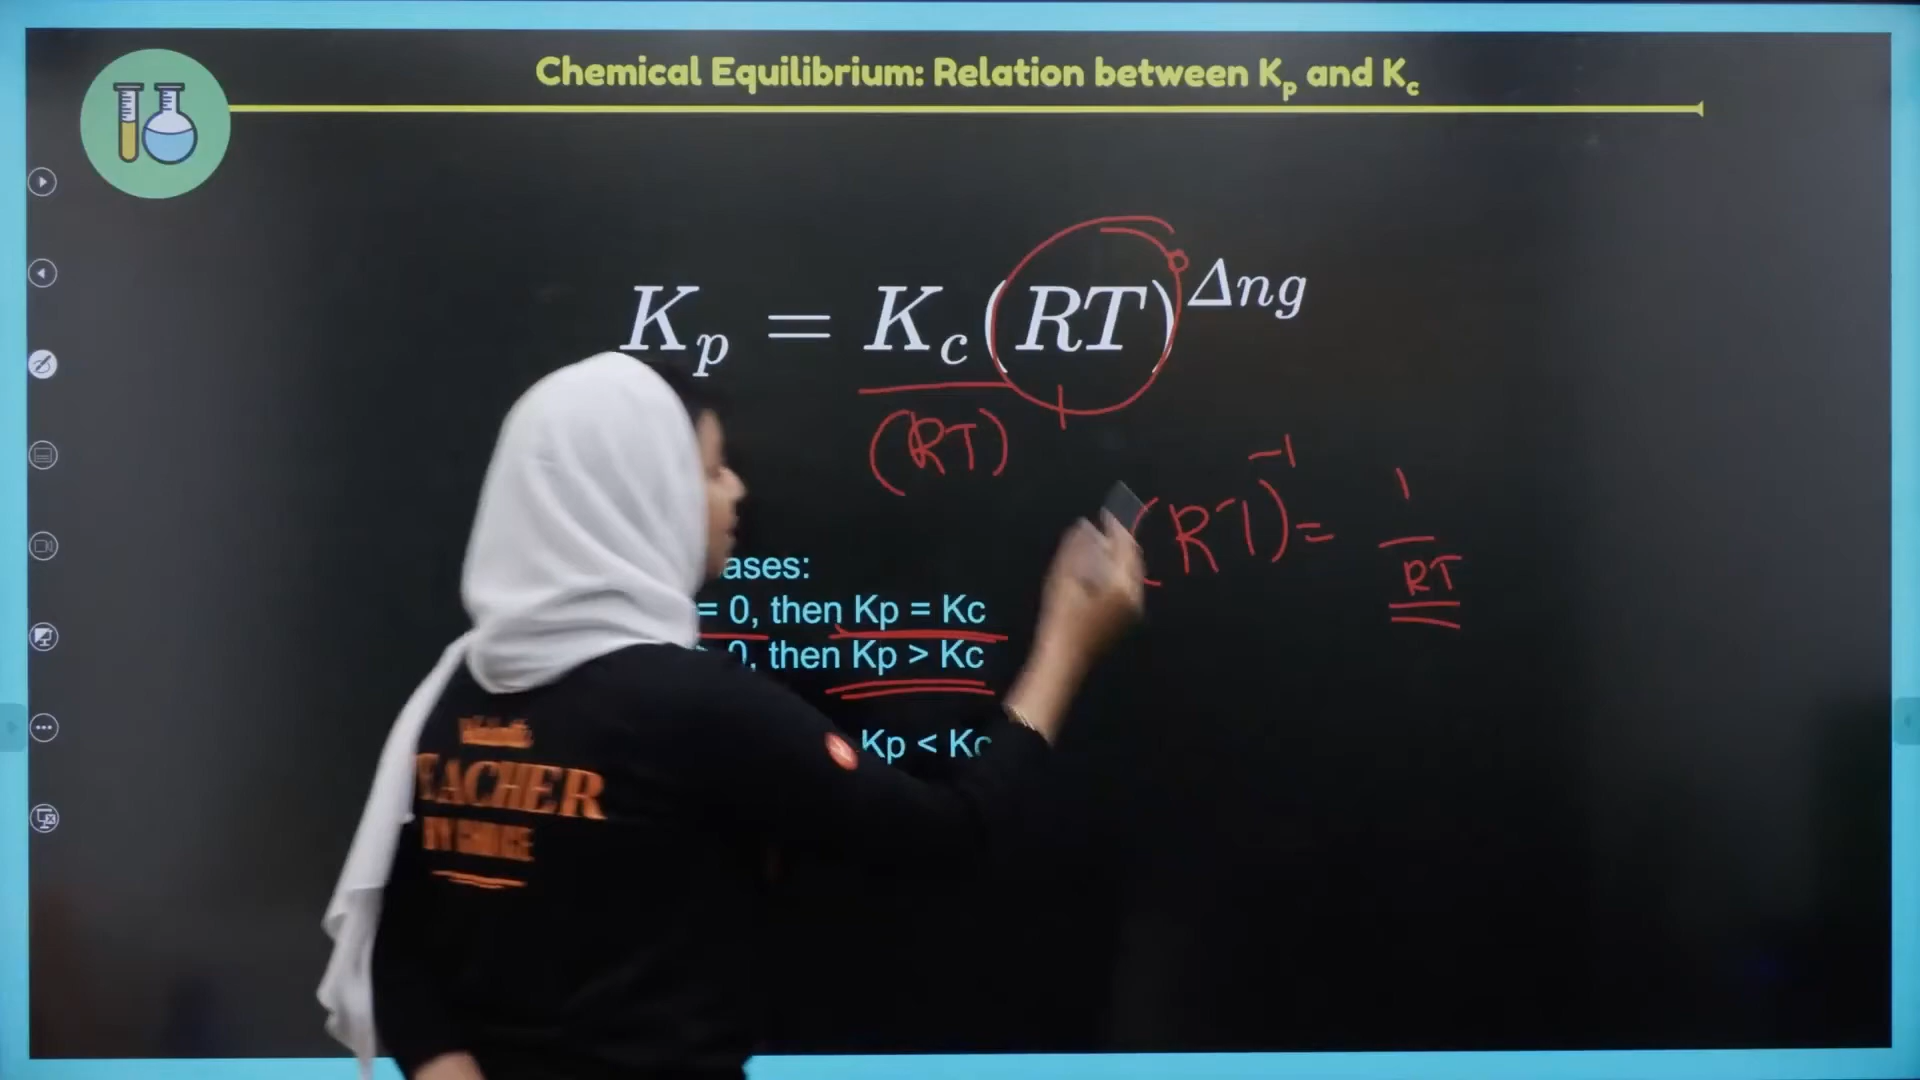 Chemical Equilibrium: Relation between Kp and Kc
Kp = Kc(RT)^Δng
(RT)
(RT)^-1 = 1/RT
ases:
= 0, then Kp = Kc
0, then Kp > Kc
Kp < Kc
TEACHER